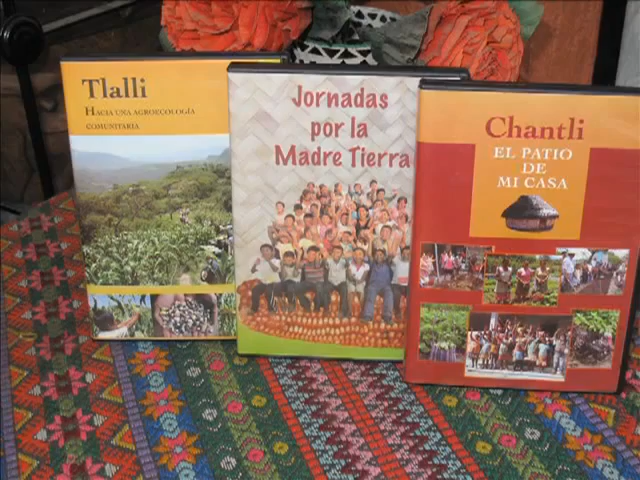 Tlalli
HACIA UNA AGROECOLOGÍA
COMUNITARIA
Jornadas
por la
Madre Tierra
Chantli
EL PATIO
DE
MI CASA